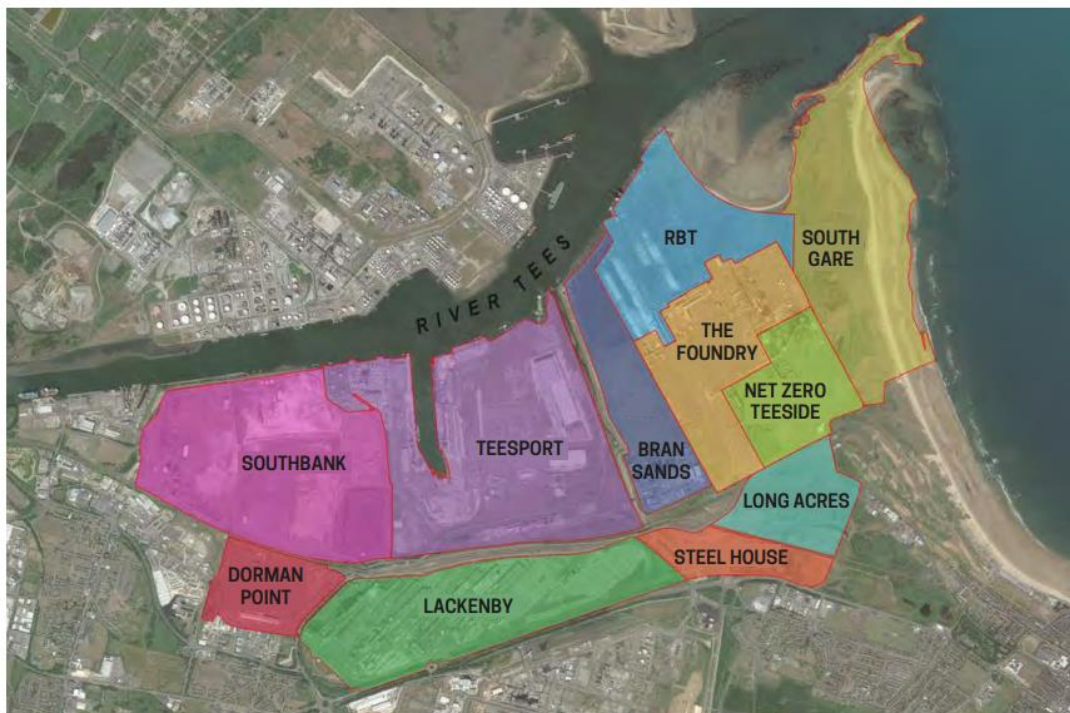 RIVER TEES
RBT
SOUTH
GARE
THE
FOUNDRY
NET ZERO
TEESIDE
BRAN
SANDS
TEESPORT
SOUTHBANK
LONG ACRES
STEEL HOUSE
DORMAN
POINT
LACKENBY